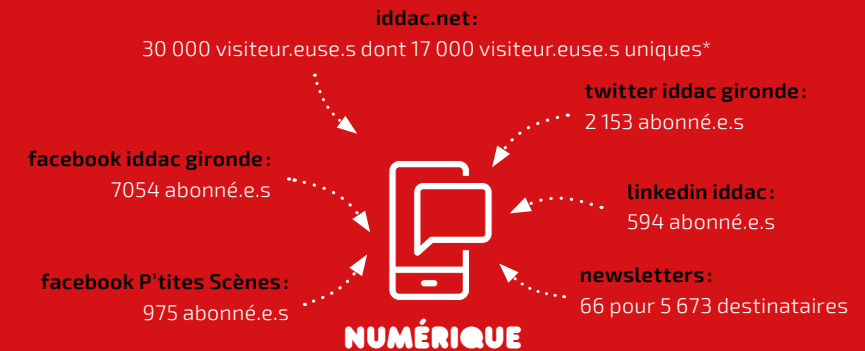 iddac.net:
30 000 visiteur.euse.s dont 17 000 visiteur.euse.s uniques*
twitter iddac gironde:
2 153 abonné.e.s
facebook iddac gironde:
7054 abonné.e.s
linkedin iddac:
594 abonné.e.s
facebook P'tites Scènes:
975 abonné.e.s
newsletters:
66 pour 5 673 destinataires
NUMÉRIQUE